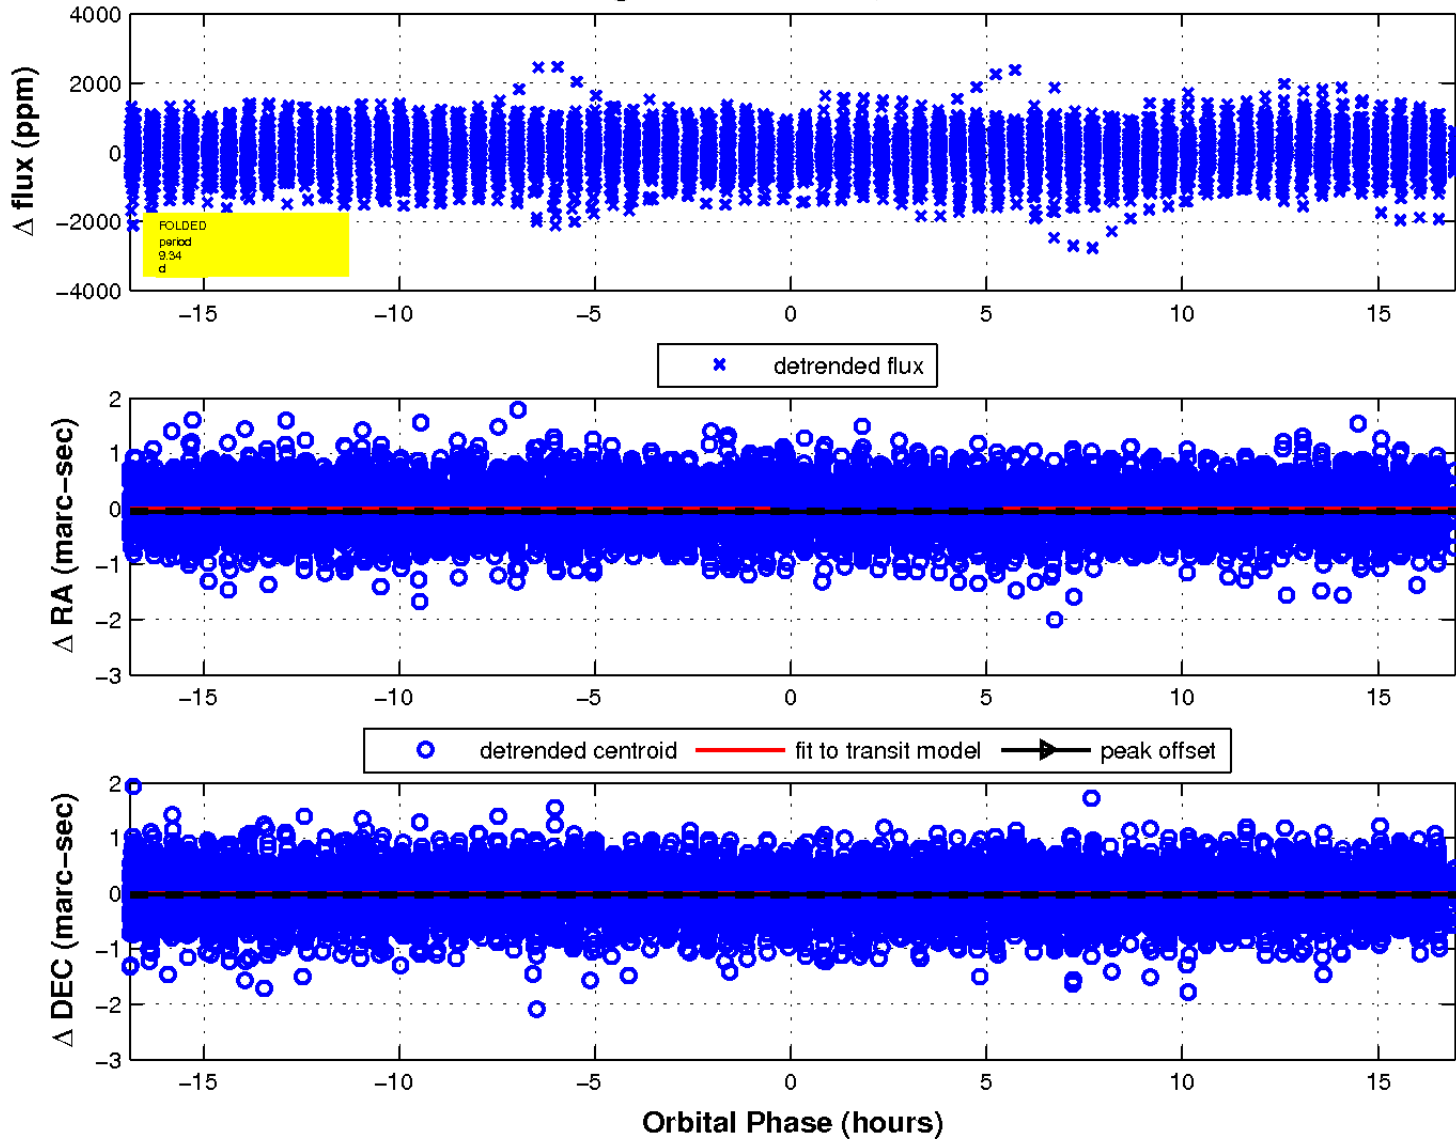 4000
2000
0
−2000
−4000
Δ flux (ppm)
FOLDED
period
9.34
d
−15 −10 −5 0 5 10 15
detrended flux
2
1
0
−1
−2
−3
Δ RA (marc−sec)
−15 −10 −5 0 5 10 15
detrended centroid fit to transit model peak offset
2
1
0
−1
−2
−3
Δ DEC (marc−sec)
−15 −10 −5 0 5 10 15
Orbital Phase (hours)